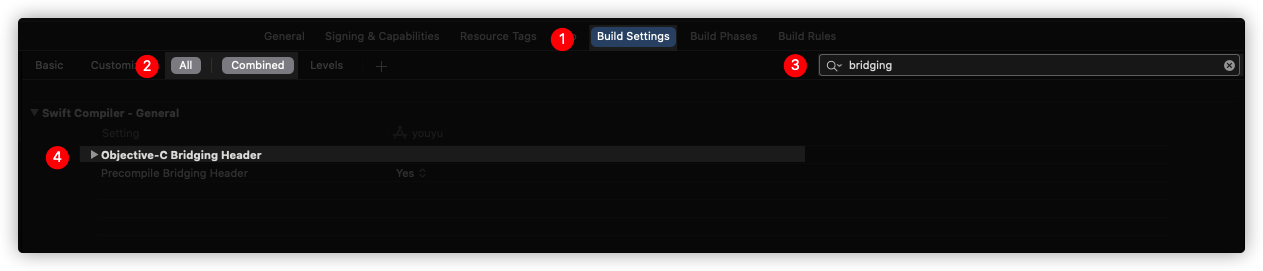 General Signing & Capabilities Resource Tags 1 Build Settings Build Phases Build Rules
Basic 2 All Combined Levels + 3 bridging
Swift Compiler - General
Setting youyu
4 Objective-C Bridging Header
Precompile Bridging Header Yes